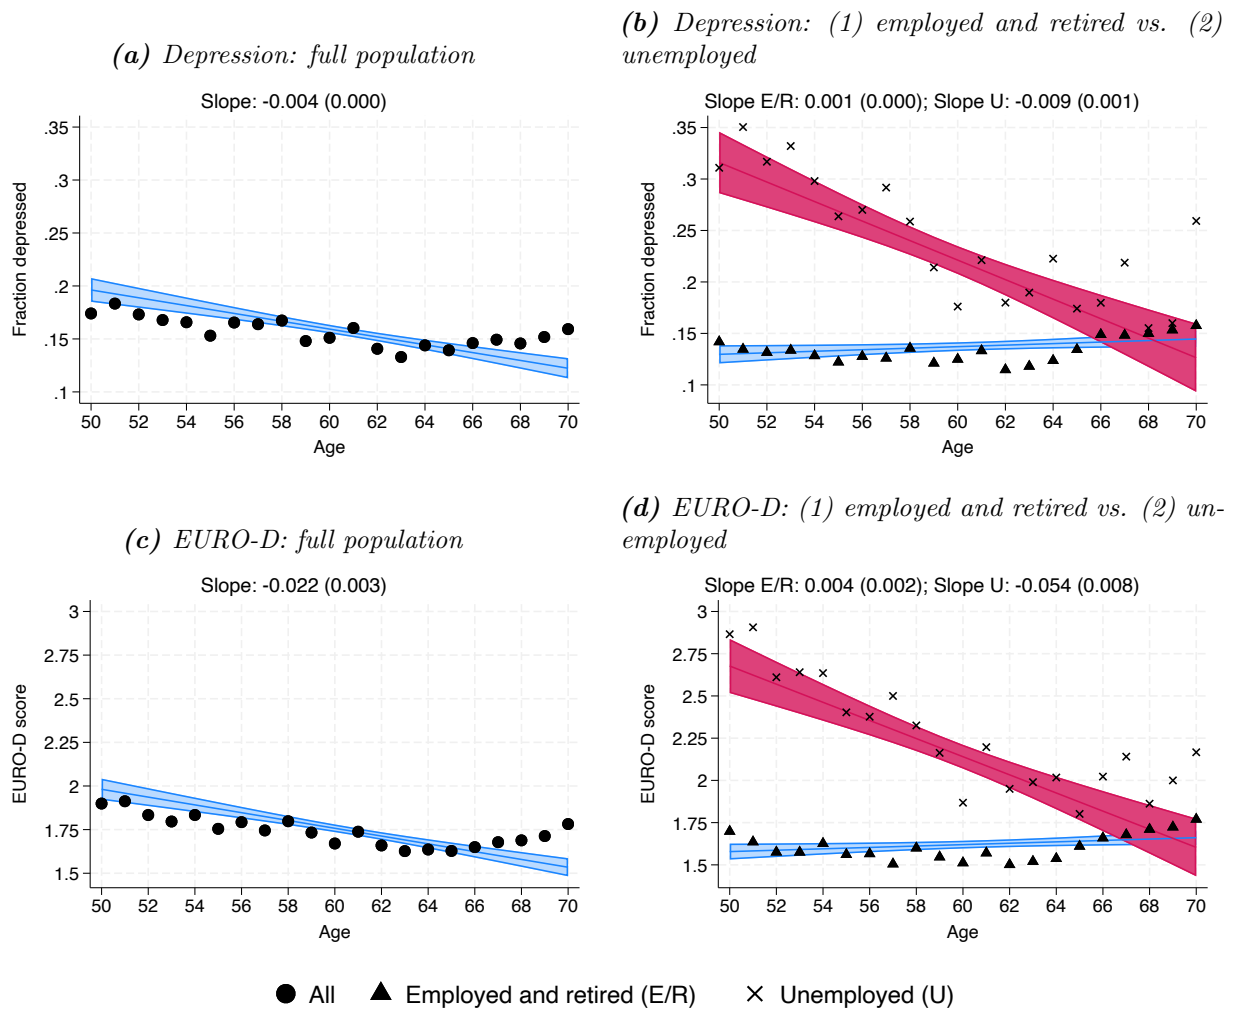 (a) Depression: full population
Slope: -0.004 (0.000)
Fraction depressed
.35
.3
.25
.2
.15
.1
50 52 54 56 58 60 62 64 66 68 70
Age
(b) Depression: (1) employed and retired vs. (2)
unemployed
Slope E/R: 0.001 (0.000); Slope U: -0.009 (0.001)
Fraction depressed
.35
.3
.25
.2
.15
.1
50 52 54 56 58 60 62 64 66 68 70
Age
(c) EURO-D: full population
Slope: -0.022 (0.003)
EURO-D score
3
2.75
2.5
2.25
2
1.75
1.5
50 52 54 56 58 60 62 64 66 68 70
Age
(d) EURO-D: (1) employed and retired vs. (2) un-
employed
Slope E/R: 0.004 (0.002); Slope U: -0.054 (0.008)
EURO-D score
3
2.75
2.5
2.25
2
1.75
1.5
50 52 54 56 58 60 62 64 66 68 70
Age
All Employed and retired (E/R) Unemployed (U)